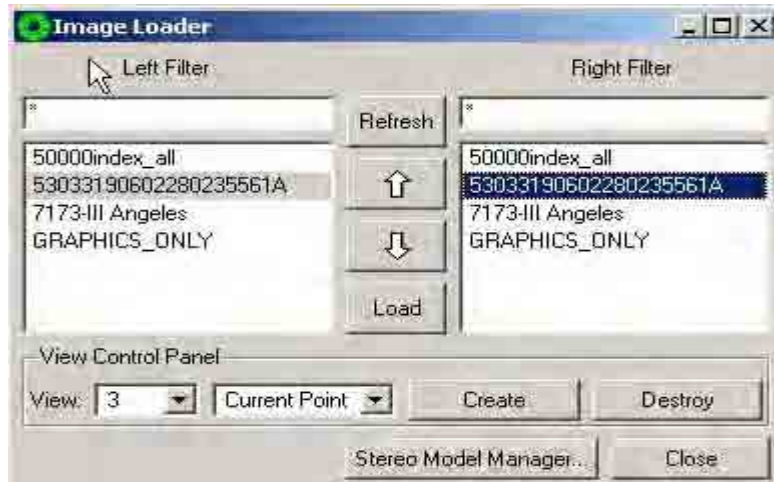 Image Loader
Left Filter
Right Filter
*
Refresh
*
50000index_all
53033190602280235561A
7173-III Angeles
GRAPHICS_ONLY
50000index_all
53033190602280235561A
7173-III Angeles
GRAPHICS_ONLY
Load
View Control Panel
View: 3 Current Point Create Destroy
Stereo Model Manager... Close